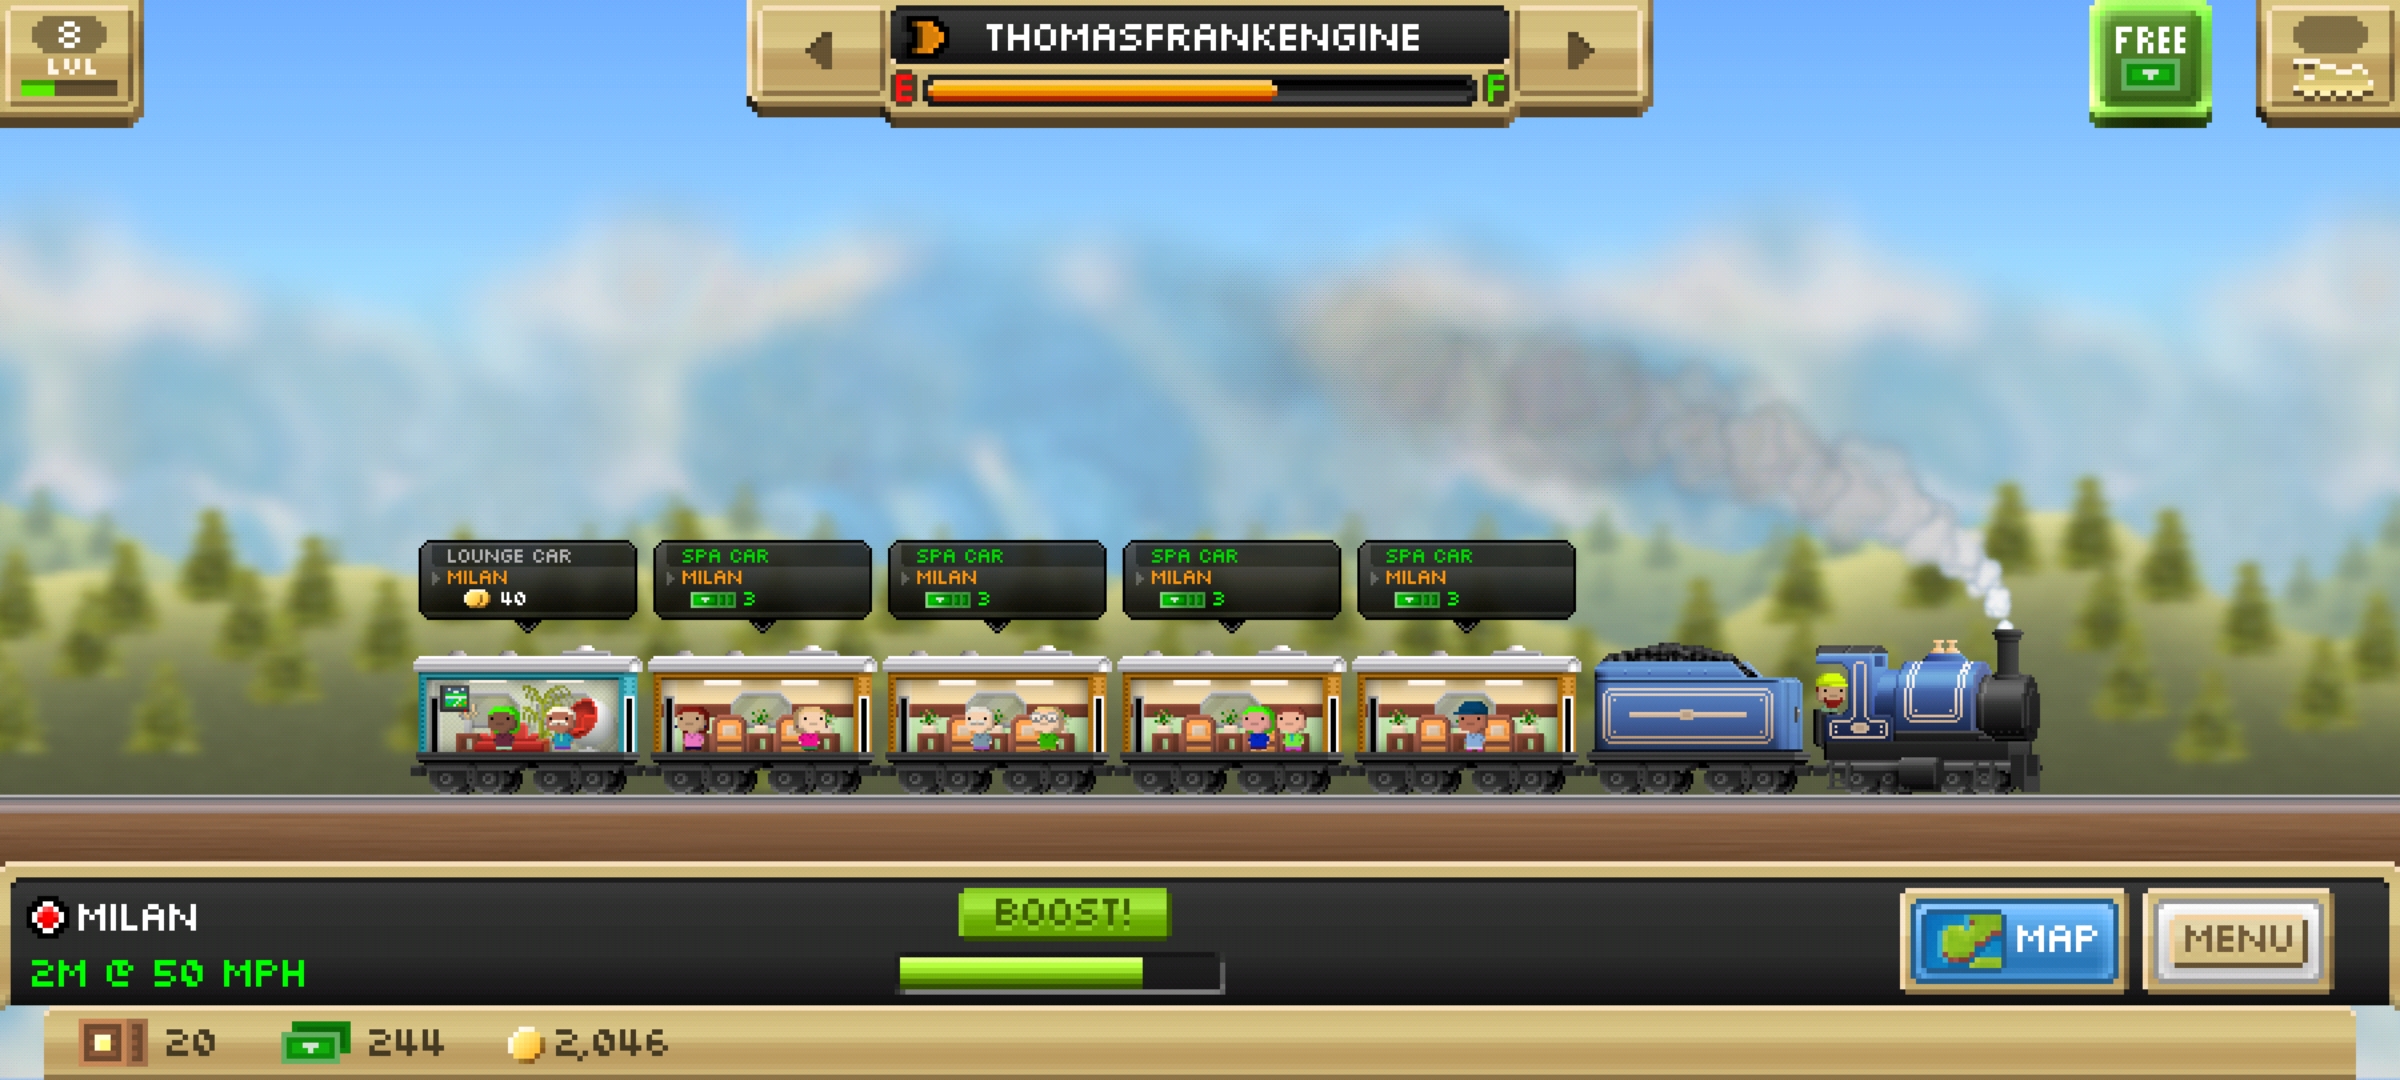 8
LVL
THOMASFRANKENGINE
E
F
FREE
LOUNGE CAR
MILAN
40
SPA CAR
MILAN
3
SPA CAR
MILAN
3
SPA CAR
MILAN
3
SPA CAR
MILAN
3
MILAN
2M @ 50 MPH
BOOST!
MAP
MENU
20
244
2,046